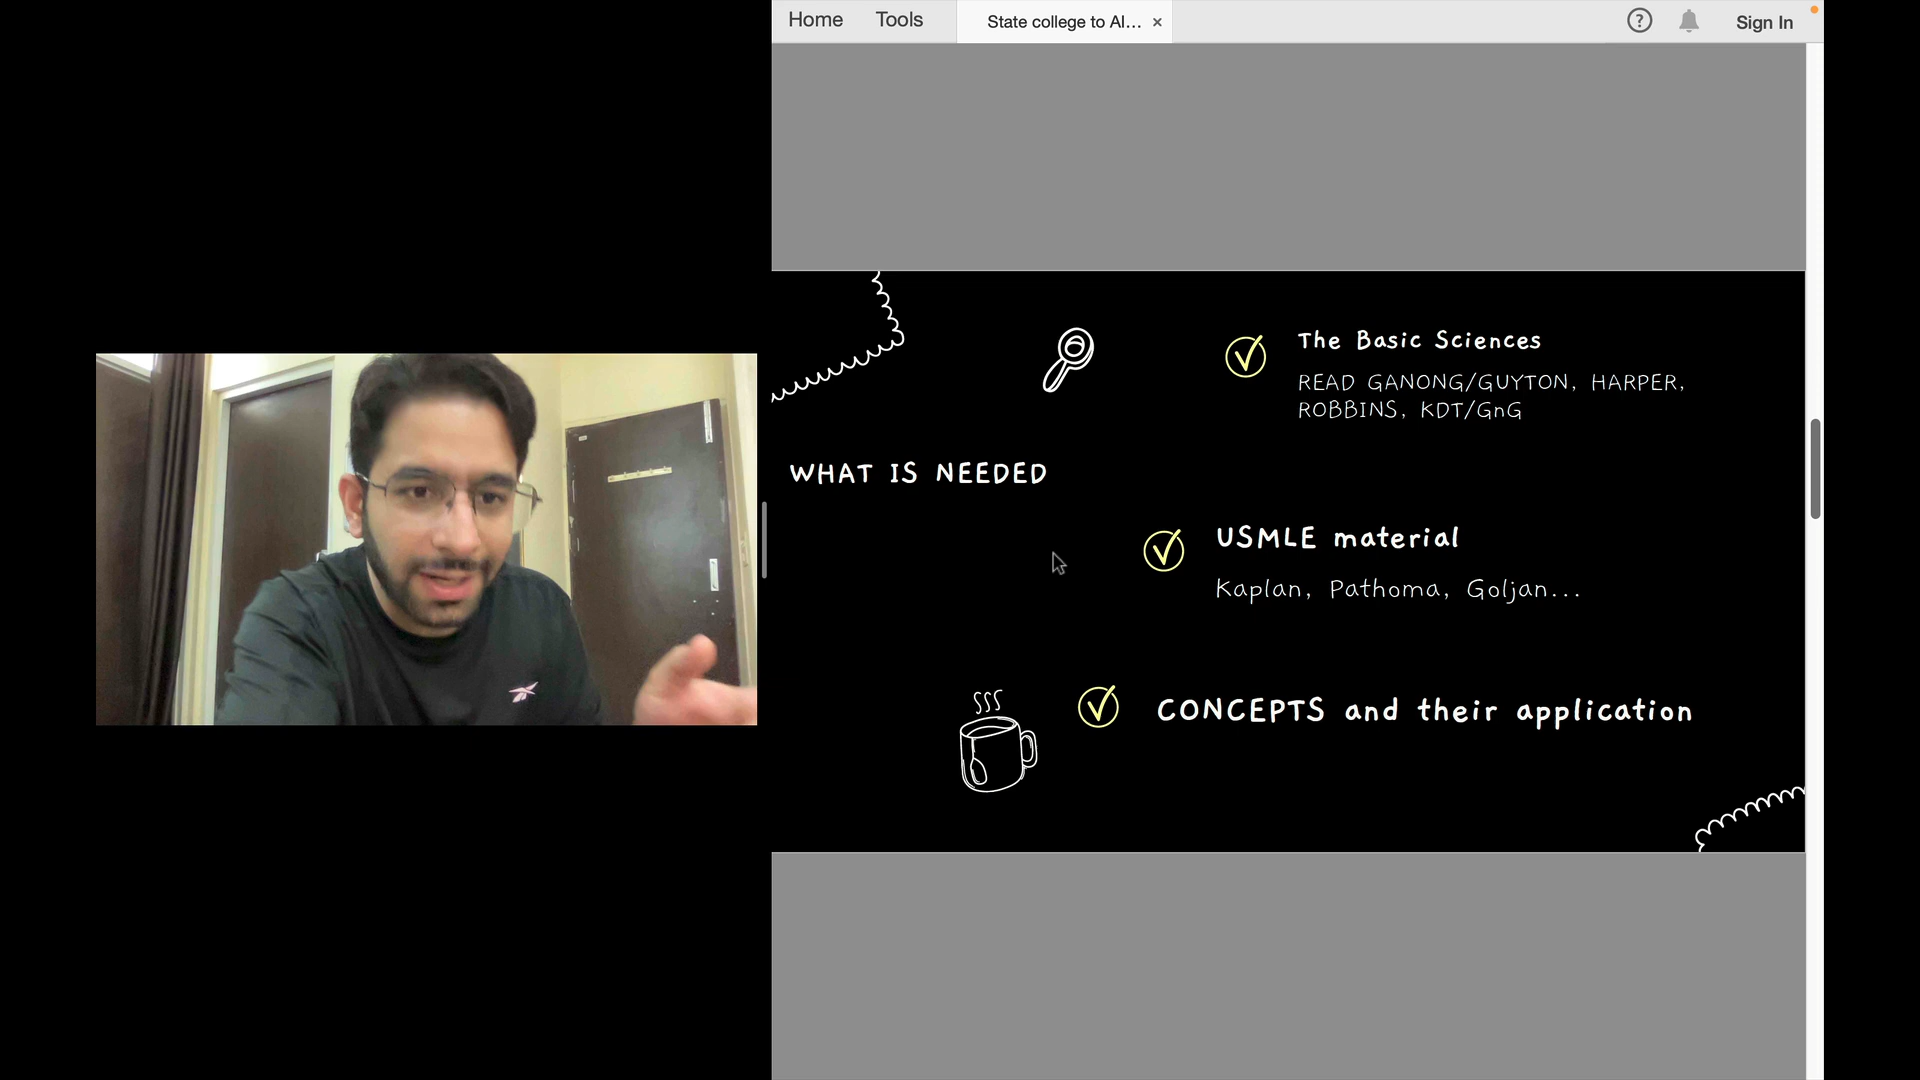 Home Tools State college to AI... × ? Sign In
The Basic Sciences
READ GANONG/GUYTON, HARPER,
ROBBINS, KDT/GnG
WHAT IS NEEDED
USMLE material
Kaplan, Pathoma, Goljan...
CONCEPTS and their application